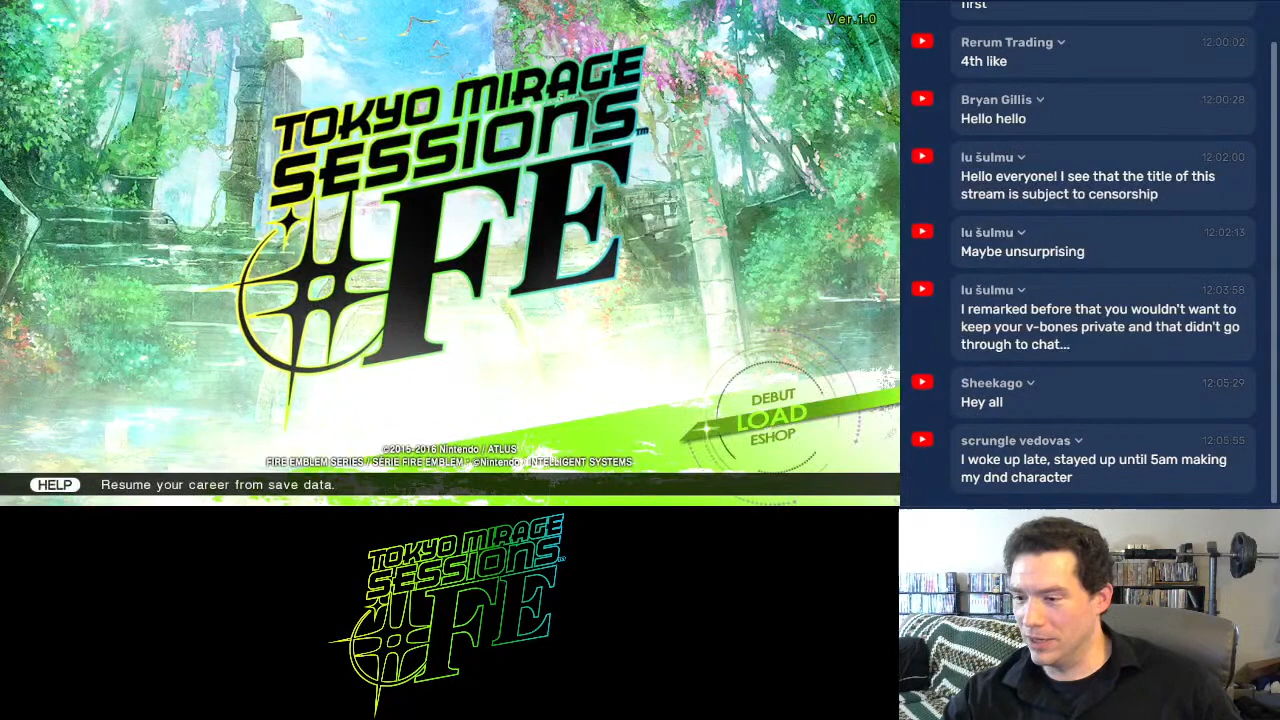 Ver.1.0
TOKYO MIRAGE
SESSIONS™
#FE
DEBUT
LOAD
ESHOP
©2015-2016 Nintendo / ATLUS
FIRE EMBLEM SERIES / SÉRIE FIRE EMBLEM : ©Nintendo / INTELLIGENT SYSTEMS
HELP Resume your career from save data.
TOKYO MIRAGE
SESSIONS™
#FE
first
Rerum Trading 12:00:02
4th like
Bryan Gillis 12:00:28
Hello hello
lu šulmu 12:02:00
Hello everyone! I see that the title of this
stream is subject to censorship
lu šulmu 12:02:13
Maybe unsurprising
lu šulmu 12:03:58
I remarked before that you wouldn't want to
keep your v-bones private and that didn't go
through to chat...
Sheekago 12:05:29
Hey all
scrungle vedovas 12:05:55
I woke up late, stayed up until 5am making
my dnd character